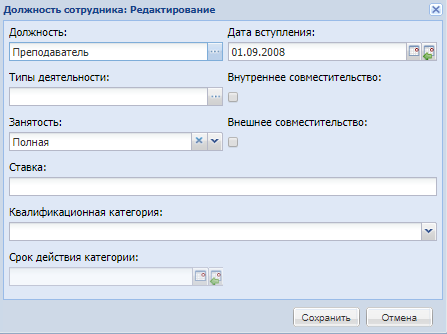 Должность сотрудника: Редактирование
Должность: Дата вступления:
Преподаватель 01.09.2008
Типы деятельности: Внутреннее совместительство:
Занятость: Внешнее совместительство:
Полная
Ставка:
Квалификационная категория:
Срок действия категории:
Сохранить Отмена